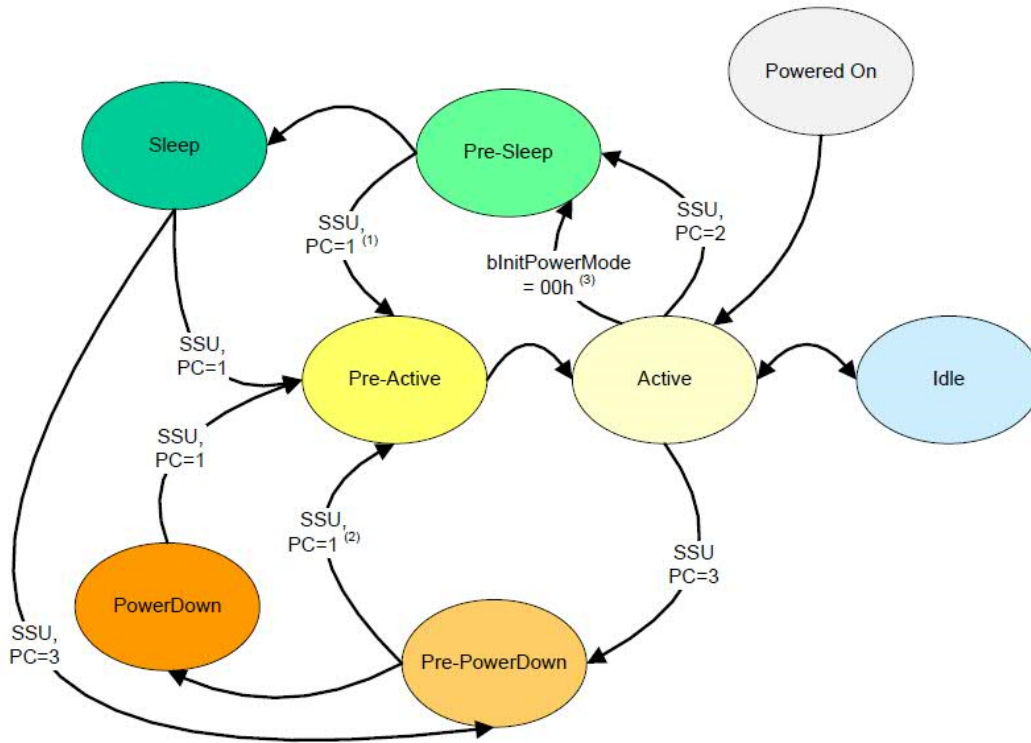 Powered On
Sleep
Pre-Sleep
SSU,
PC=1 (1)
SSU,
PC=2
bInitPowerMode
= 00h (3)
SSU,
PC=1
Pre-Active
Active
Idle
SSU,
PC=1
SSU,
PC=1 (2)
SSU
PC=3
PowerDown
SSU,
PC=3
Pre-PowerDown